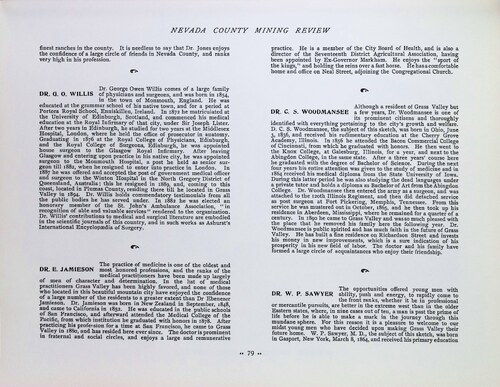 NEVADA COUNTY MINING REVIEW
finest ranches in the county. It is needless to say that Dr. Jones enjoys
the confidence of a large circle of friends in Nevada County, and ranks
very high in his profession.
DR. G. O. WILLIS
Dr. George Owen Willis comes of a large family
of physicians and surgeons, and was born in 1854,
in the town of Monmouth, England. He was
educated at the grammar school of his native town, and for a period at
Portora Royal School, Enniskillen, Ireland. In 1872 he matriculated at
the University of Edinburgh, Scotland, and commenced his medical
education at the Royal Infirmary of that city, under Sir Joseph Lister.
After two years in Edinburgh, he studied for two years at the Middlesex
Hospital, London, where he held the office of prosecutor in anatomy.
Graduating in 1876 at the Royal College of Physicians, Edinburgh,
and the Royal College of Surgeons, Edinburgh, he was appointed
house surgeon to the Glasgow Royal Infirmary. After leaving
Glasgow and entering upon practice in his native city, he was appointed
surgeon to the Monmouth Hospital, a post he held as senior sur-
geon till 1882, when he resigned to enter into practice in Australia. In
1887 he was offered and accepted the post of government medical officer
and surgeon to the Winton Hospital in the North Gregory District of
Queensland, Australia; this he resigned in 1889, and, coming to this
coast, located in Plumas County, residing there till he located in Grass
Valley in 1894. Dr. Willis holds many complimentary testimonials from all
the public bodies he has served under. In 1882 he was elected an
honorary member of the St. John's Ambulance Association, "in
recognition of able and valuable services" rendered to the organization.
Dr. Willis' contributions to medical and surgical literature are embodied
in the scientific journals of this country, and in such works as Ashurst's
International Encyclopædia of Surgery.
DR. E. JAMIESON
The practice of medicine is one of the oldest and
most honored professions, and the ranks of the
medical practitioners have been made up largely
of men of character and determination. In the list of medical
practitioners Grass Valley has been highly favored, and some of those
who located in this beautiful mountain city have enjoyed the confidence
of a large number of the residents to a greater extent than Dr. Ebenezer
Jamieson. Dr. Jamieson was born in New Zealand in September, 1848,
and came to California in 1852. He was educated in the public schools
of San Francisco, and afterward attended the Medical College of the
Pacific, from which institution he graduated with honors in 1878. After
practicing his profession for a time at San Francisco, he came to Grass
Valley in 1880, and has resided here ever since. The doctor is prominent
in fraternal and social circles, and enjoys a large and remunerative
practice. He is a member of the City Board of Health, and is also a
director of the Seventeenth District Agricultural Association, having
been appointed by Ex-Governor Markham. He enjoys the "sport of
the kings," and holding the reins over a fast horse. He has a comfortable
home and office on Neal Street, adjoining the Congregational Church.
DR. C. S. WOODMANSEE
Although a resident of Grass Valley but
a few years, Dr. Woodmansee is one of
its prominent citizens and thoroughly
identified with everything pertaining to the city's growth and welfare.
D. C. S. Woodmansee, the subject of this sketch, was born in Ohio, June
2, 1836, and received his rudimentary education at the Cherry Grove
Academy, Illinois. In 1858 he attended the Swans Commercial College
of Cincinnati, from which he graduated with honors. He then went to
the Knox College, at Galesburg, Illinois, for a year, and next to the
Abingdon College, in the same state. After a three years' course here
he graduated with the degree of Bachelor of Science. During the next
four years his entire attention was given to the study of medicine and in
1864 received his medical diploma from the State University of Iowa.
During this latter period he was also studying the dead languages under
a private tutor and holds a diploma as Bachelor of Art from the Abingdon
College. Dr. Woodmansee then entered the army as a surgeon, and was
attached to the 102th Illinois Regiment, and then did detached service
as post surgeon at Fort Pickering, Memphis, Tennessee. From this
service he was mustered out in 1865, and he then took up his
residence in Aberdeen, Mississippi, where he remained for a quarter of a
century. In 1890 he came to Grass Valley and was so much pleased with
the place that he removed his family here the following year. Dr.
Woodmansee is public spirited and has much faith in the future of Grass
Valley. He has built a fine residence on Richardson Street and invests
his money in new improvements, which is a sure indication of his
prosperity in his new field of labor. The doctor and his family have
formed a large circle of acquaintances who enjoy their friendship.
DR. W. P. SAWYER
The opportunities offered young men with
ability, push and energy, to rapidly come to
the front ranks, whether it be in professional
or mercantile pursuits, are better in the extreme west than in the older
Eastern states, where, in nine cases out of ten, a man is past the prime of
life before he is able to make a mark in the journey through this
mundane sphere. For this reason it is a pleasure to welcome to our
midst young men who have decided upon making Grass Valley their
future home. W. P. Sawyer, M.D., the subject of this sketch, was born
in Gasport, New York, March 8, 1864, and received his primary education
79